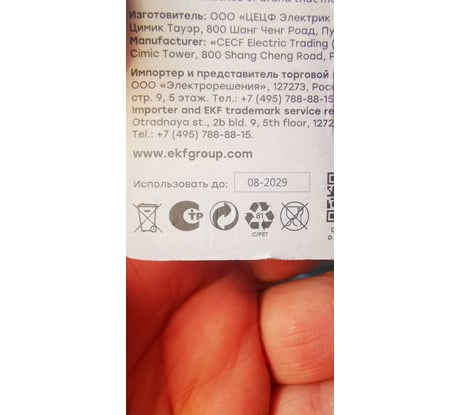 Изготовитель: ООО «ЦЕЦФ Электрик
Цимик Тауэр, 800 Шанг Ченг Роад, Пу
Manufacturer: «CECF Electric Trading (
Cimic Tower, 800 Shang Cheng Road, P
Импортер и представитель торговой
ООО «Электрорешения», 127273, Росси
стр. 9, 5 этаж. Тел.: +7 (495) 788-88-15
Importer and EKF trademark service re
Otradnaya st., 2b bld. 9, 5th floor, 1272
Tel.: +7 (495) 788-88-15.
www.ekfgroup.com
Использовать до: 08-2029
81
C/PET